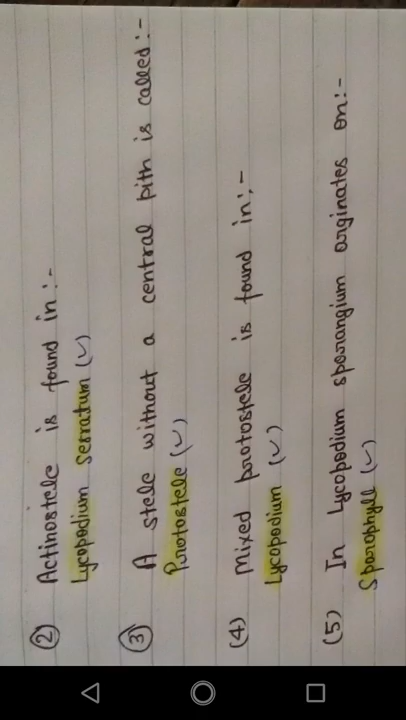 (2) Actinostele is found in:-
Lycopodium serratum (✓)
(3) A stele without a central pith is called:-
Protostele (✓)
(4) Mixed protostele is found in:-
Lycopodium (✓)
(5) In Lycopodium sporangium orginates on:-
Sporophyll (✓)